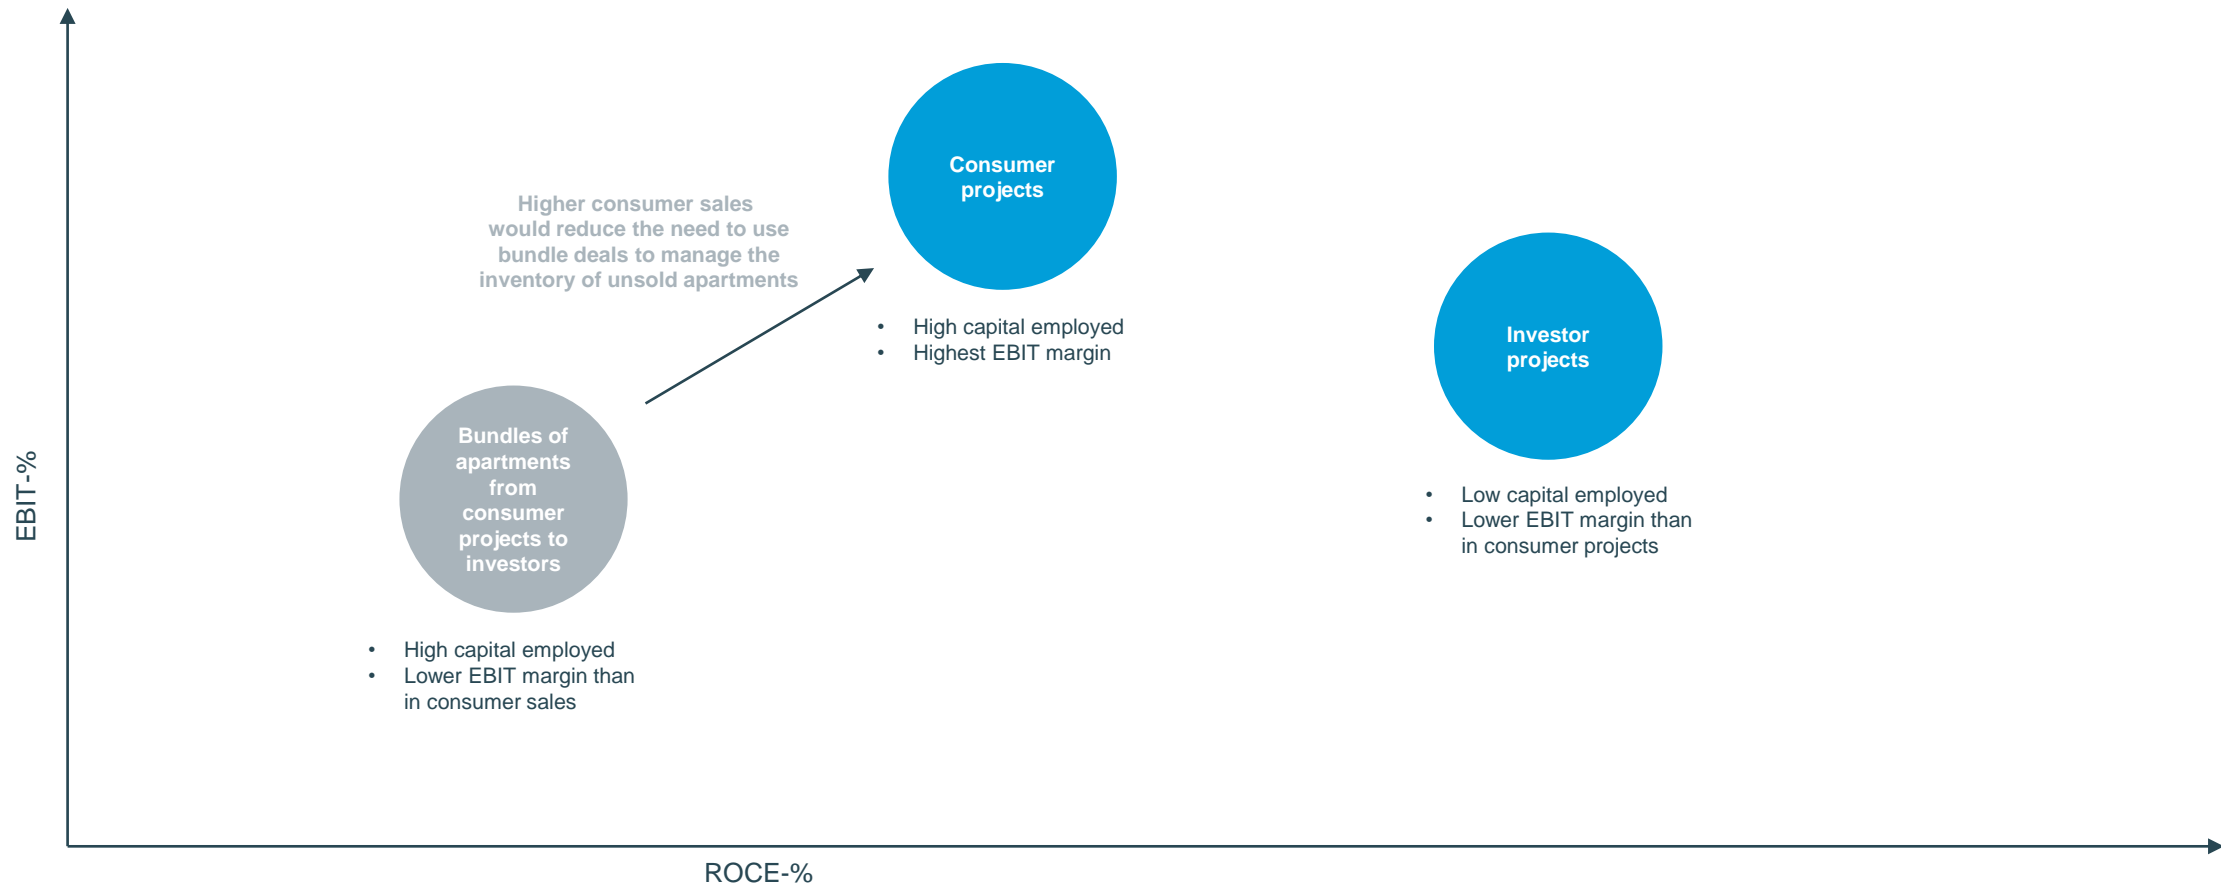 Consumer
projects
Higher consumer sales
would reduce the need to use
bundle deals to manage the
inventory of unsold apartments
• High capital employed
• Highest EBIT margin
Investor
projects
Bundles of
apartments
from
consumer
projects to
investors
• Low capital employed
• Lower EBIT margin than
in consumer projects
• High capital employed
• Lower EBIT margin than
in consumer sales
EBIT-%
ROCE-%